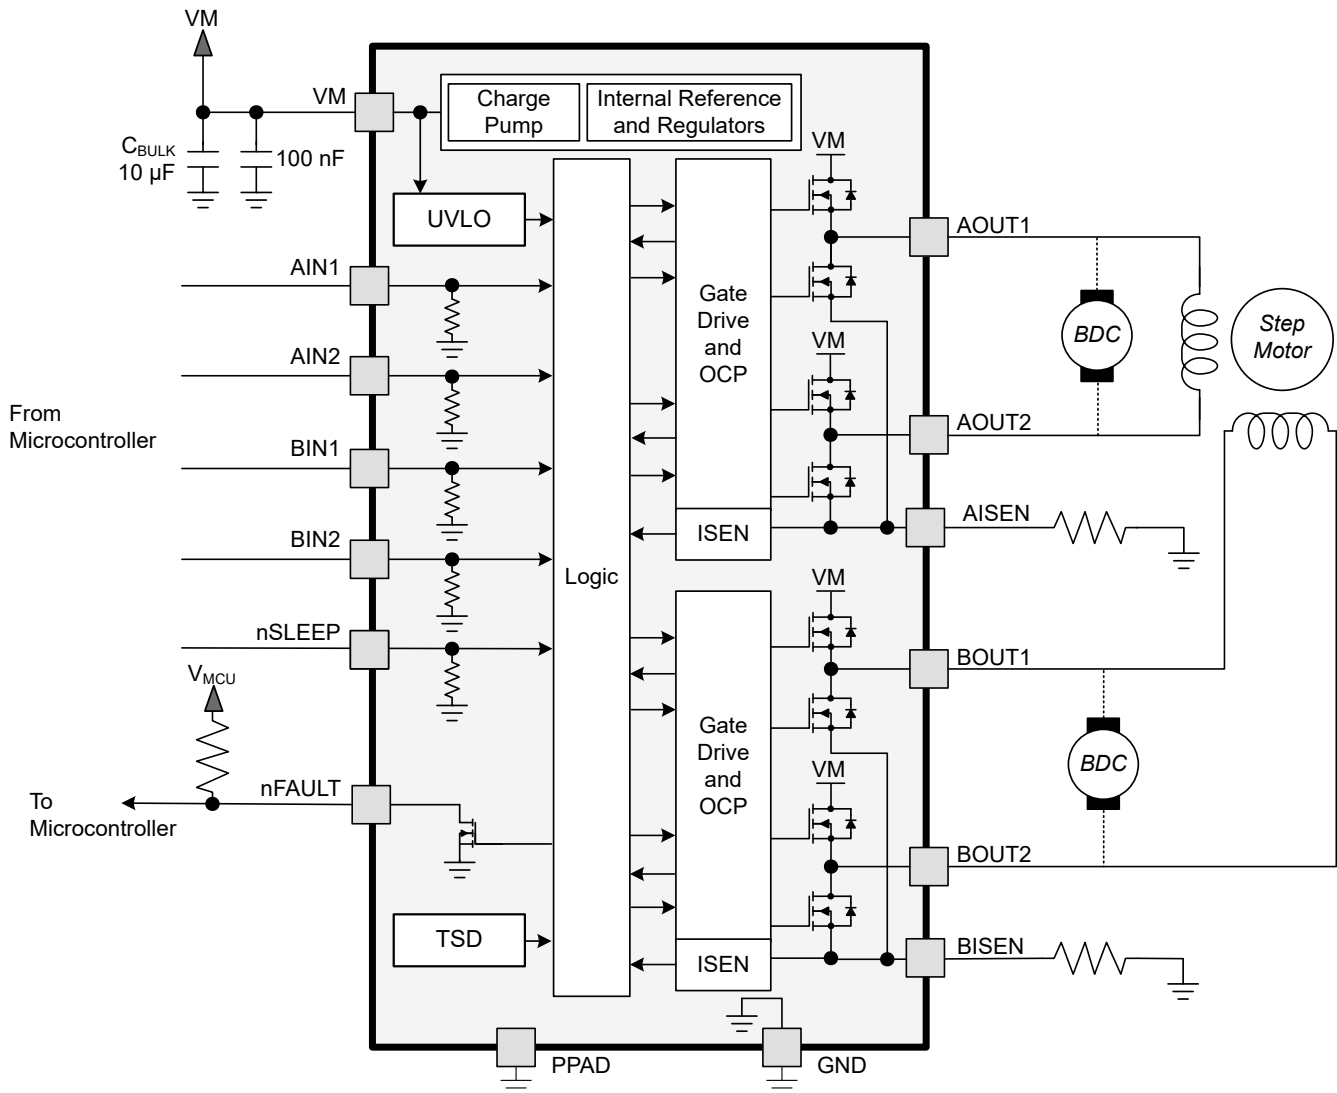 VM
VM
C_BULK
10 µF
100 nF
Charge
Pump
Internal Reference
and Regulators
UVLO
AIN1
AIN2
From
Microcontroller
BIN1
BIN2
nSLEEP
V_MCU
nFAULT
To
Microcontroller
TSD
Logic
Gate
Drive
and
OCP
ISEN
Gate
Drive
and
OCP
ISEN
VM
VM
VM
VM
AOUT1
BDC
Step
Motor
AOUT2
AISEN
BOUT1
BDC
BOUT2
BISEN
PPAD
GND